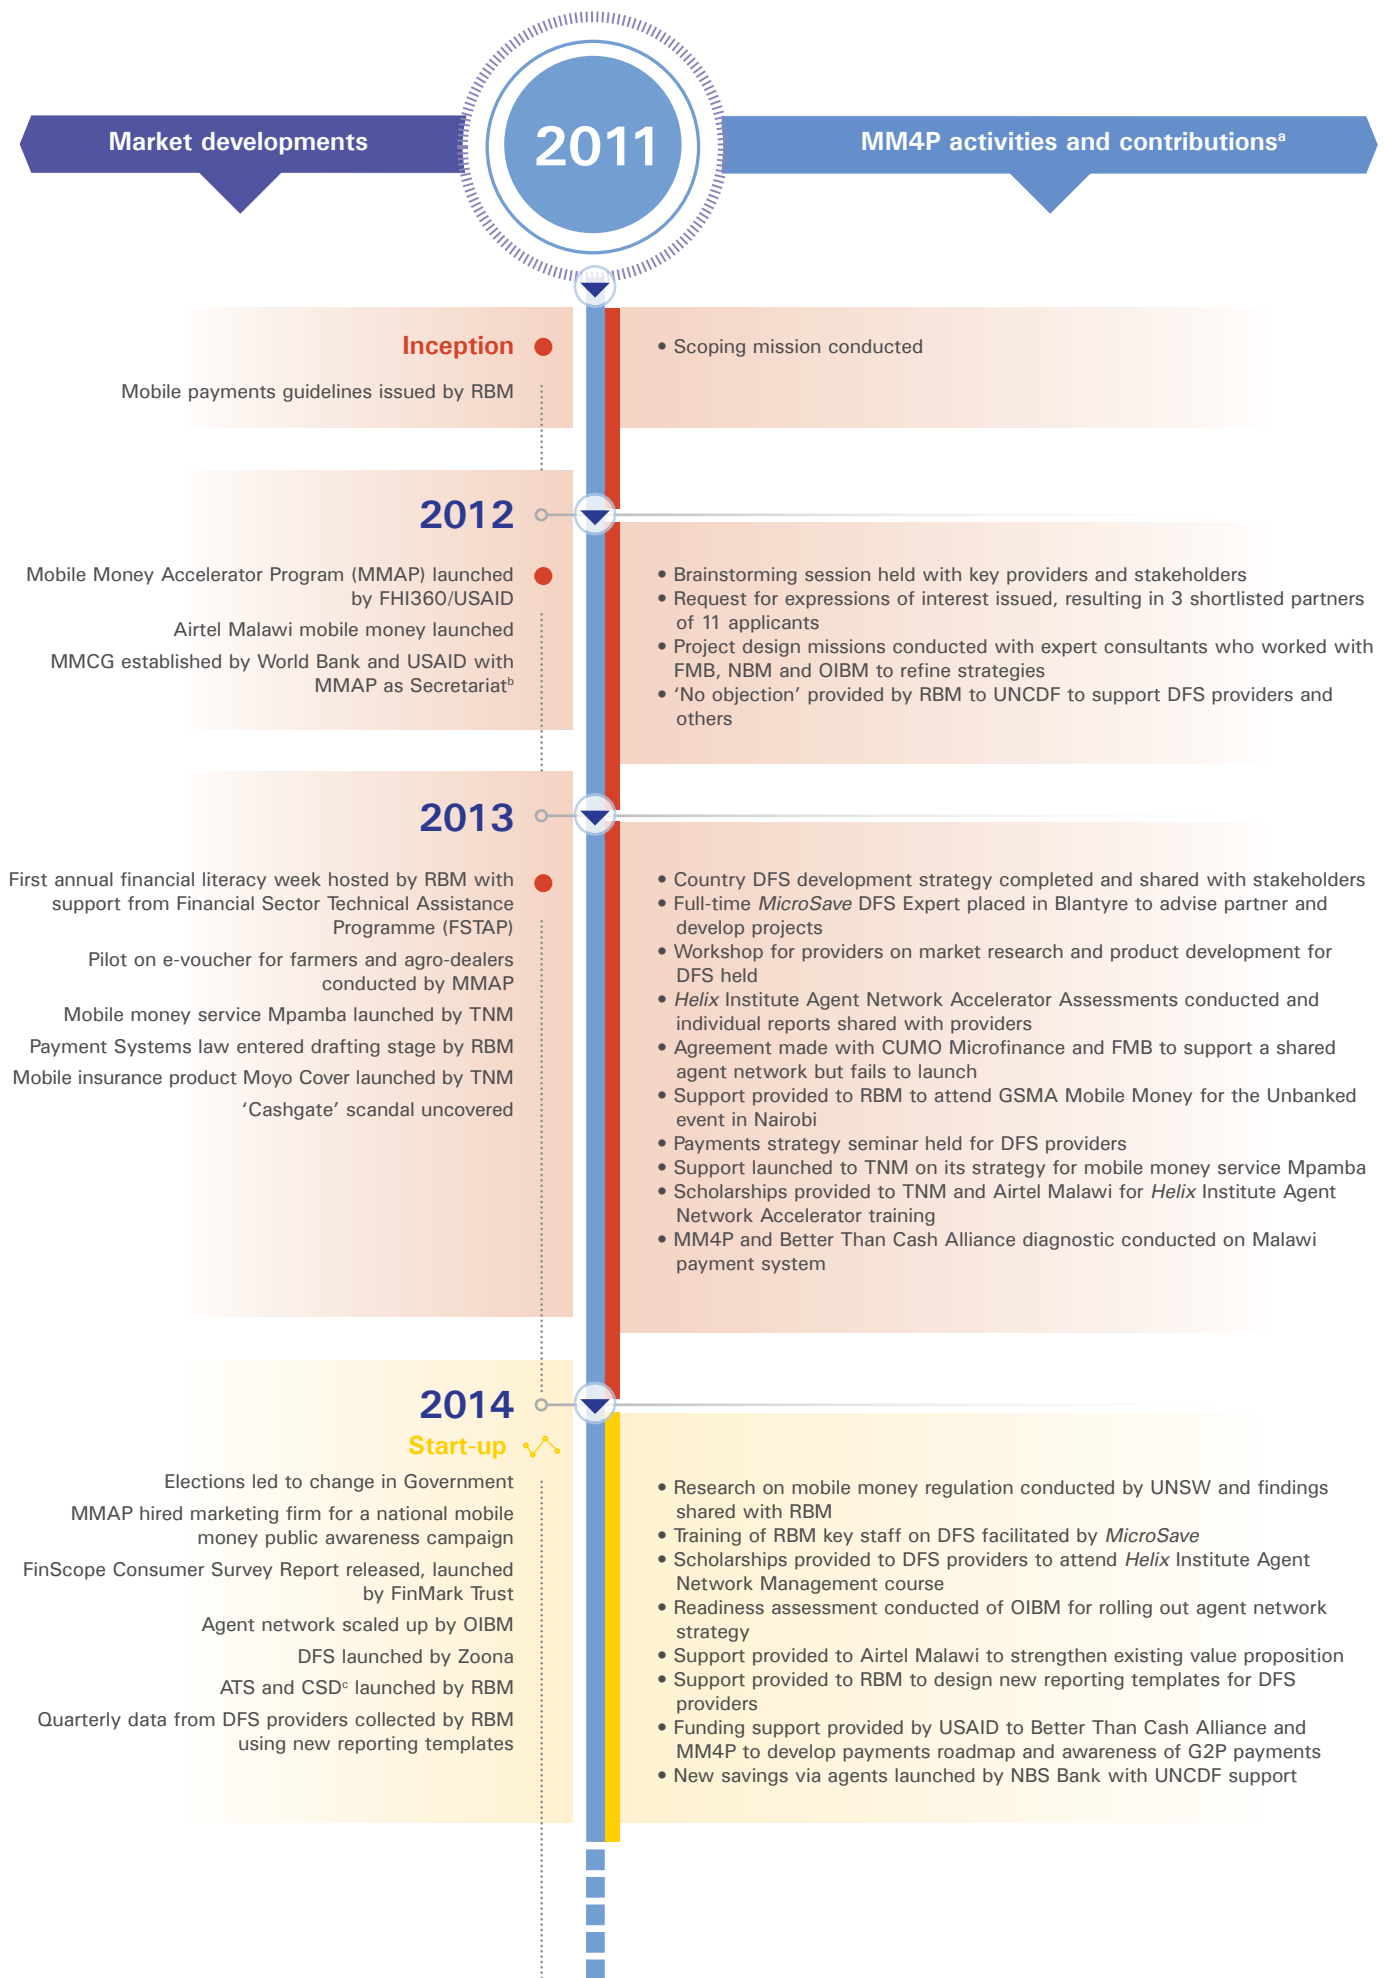 Market developments
2011
MM4P activities and contributionsª
Inception
Mobile payments guidelines issued by RBM
• Scoping mission conducted
2012
Mobile Money Accelerator Program (MMAP) launched
by FHI360/USAID
Airtel Malawi mobile money launched
MMCG established by World Bank and USAID with
MMAP as Secretariatᵇ
• Brainstorming session held with key providers and stakeholders
• Request for expressions of interest issued, resulting in 3 shortlisted partners
of 11 applicants
• Project design missions conducted with expert consultants who worked with
FMB, NBM and OIBM to refine strategies
• ‘No objection’ provided by RBM to UNCDF to support DFS providers and
others
2013
First annual financial literacy week hosted by RBM with
support from Financial Sector Technical Assistance
Programme (FSTAP)
Pilot on e-voucher for farmers and agro-dealers
conducted by MMAP
Mobile money service Mpamba launched by TNM
Payment Systems law entered drafting stage by RBM
Mobile insurance product Moyo Cover launched by TNM
‘Cashgate’ scandal uncovered
• Country DFS development strategy completed and shared with stakeholders
• Full-time MicroSave DFS Expert placed in Blantyre to advise partner and
develop projects
• Workshop for providers on market research and product development for
DFS held
• Helix Institute Agent Network Accelerator Assessments conducted and
individual reports shared with providers
• Agreement made with CUMO Microfinance and FMB to support a shared
agent network but fails to launch
• Support provided to RBM to attend GSMA Mobile Money for the Unbanked
event in Nairobi
• Payments strategy seminar held for DFS providers
• Support launched to TNM on its strategy for mobile money service Mpamba
• Scholarships provided to TNM and Airtel Malawi for Helix Institute Agent
Network Accelerator training
• MM4P and Better Than Cash Alliance diagnostic conducted on Malawi
payment system
2014
Start-up
Elections led to change in Government
MMAP hired marketing firm for a national mobile
money public awareness campaign
FinScope Consumer Survey Report released, launched
by FinMark Trust
Agent network scaled up by OIBM
DFS launched by Zoona
ATS and CSDᶜ launched by RBM
Quarterly data from DFS providers collected by RBM
using new reporting templates
• Research on mobile money regulation conducted by UNSW and findings
shared with RBM
• Training of RBM key staff on DFS facilitated by MicroSave
• Scholarships provided to DFS providers to attend Helix Institute Agent
Network Management course
• Readiness assessment conducted of OIBM for rolling out agent network
strategy
• Support provided to Airtel Malawi to strengthen existing value proposition
• Support provided to RBM to design new reporting templates for DFS
providers
• Funding support provided by USAID to Better Than Cash Alliance and
MM4P to develop payments roadmap and awareness of G2P payments
• New savings via agents launched by NBS Bank with UNCDF support